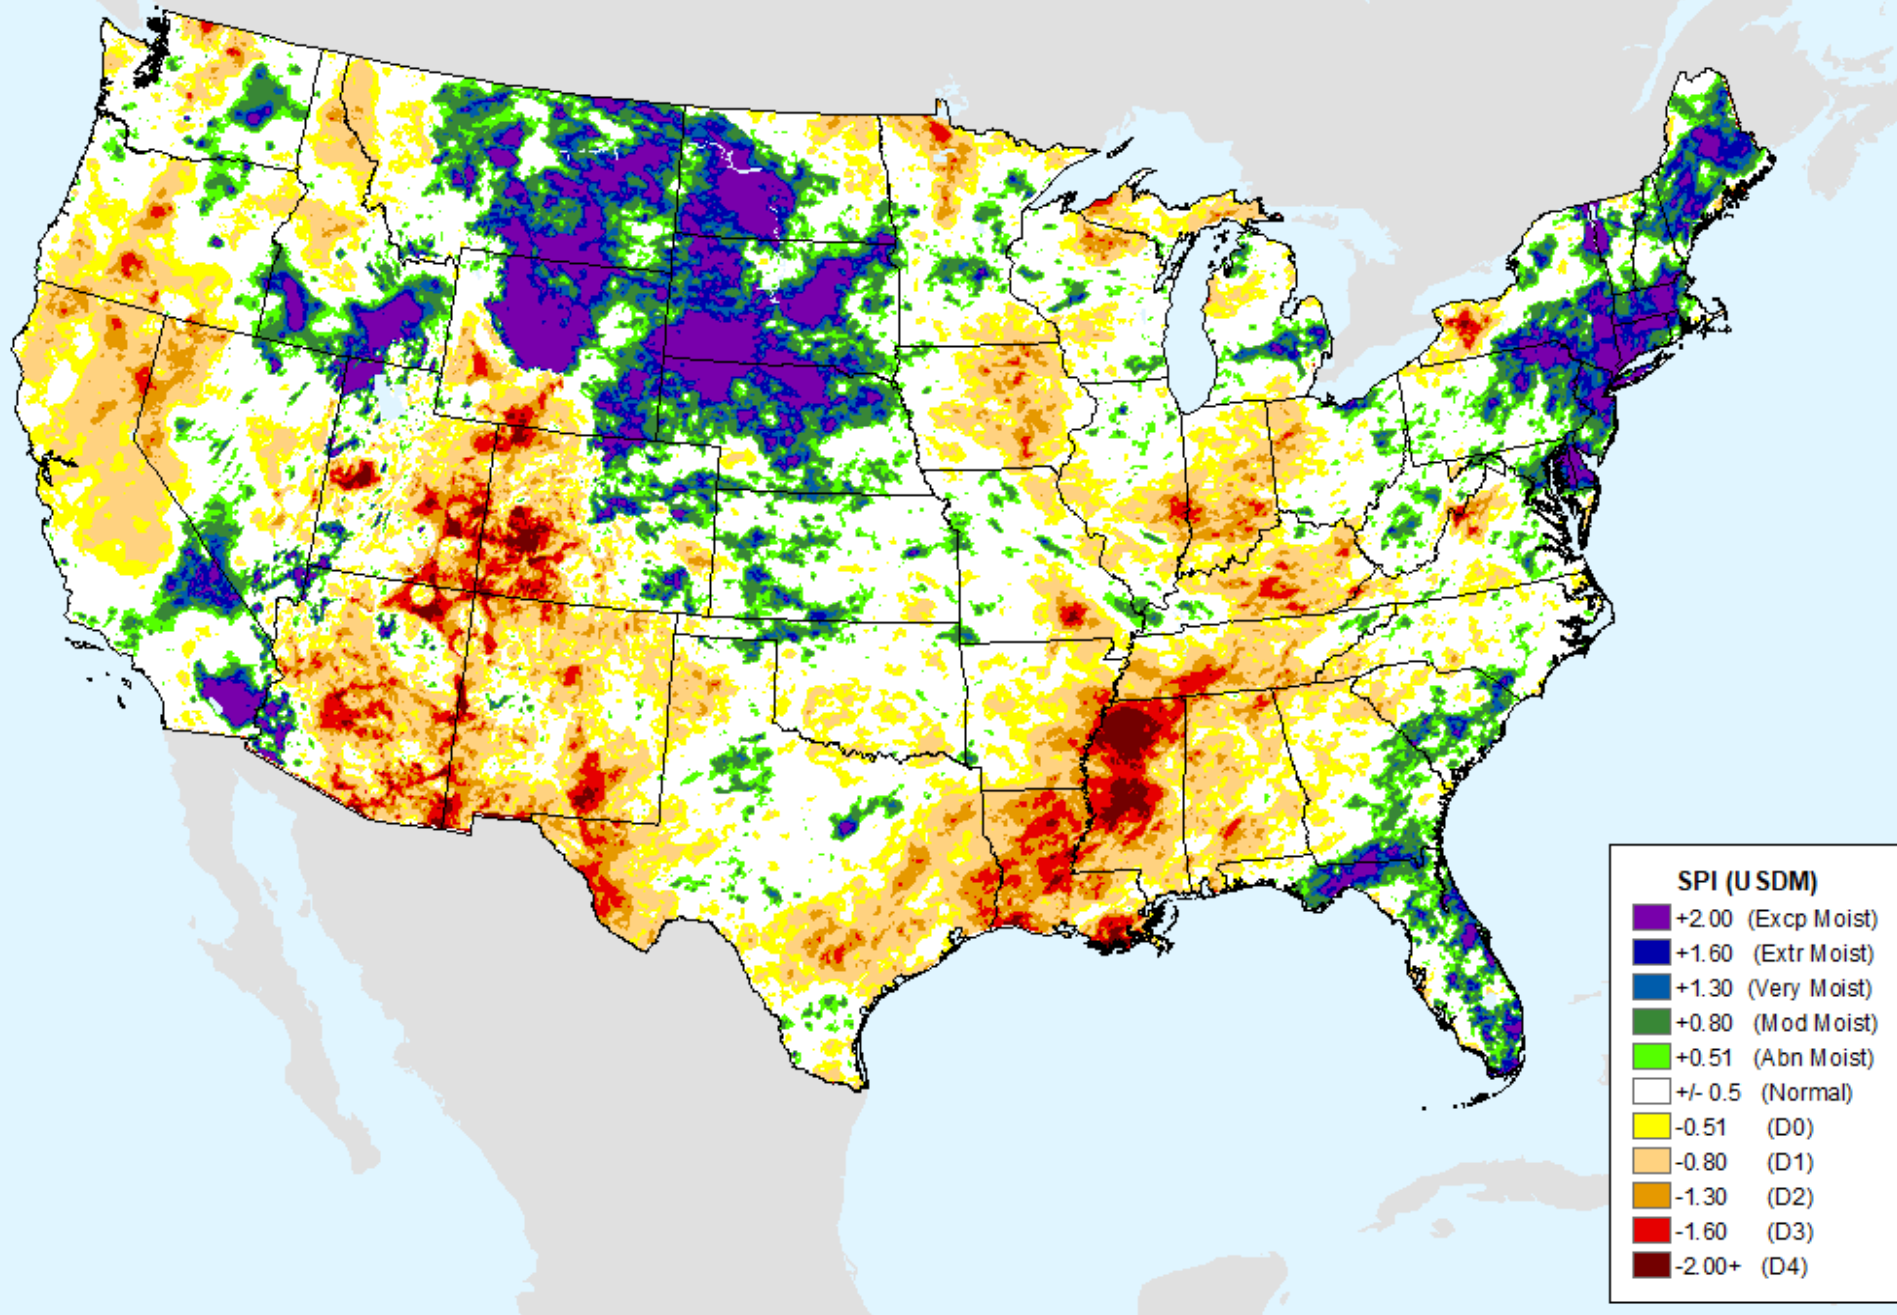 SPI (USDM)
+2.00 (Excp Moist)
+1.60 (Extr Moist)
+1.30 (Very Moist)
+0.80 (Mod Moist)
+0.51 (Abn Moist)
+/- 0.5 (Normal)
-0.51 (D0)
-0.80 (D1)
-1.30 (D2)
-1.60 (D3)
-2.00+ (D4)